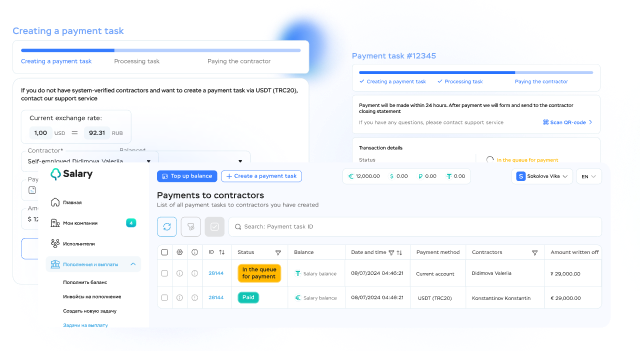 Creating a payment task
Creating a payment task
Processing task
Paying the contractor
If you do not have system-verified contractors and want to create a payment task via USDT (TRC20),
contact our support service
Current exchange rate:
1,00 USD = 92.31 RUB
Contractor*
Balance*
Self-employed Didimova Valeriia
Pay
Am
$ 12
Payment task #12345
Creating a payment task
Processing task
Paying the contractor
Payment will be made within 24 hours. After payment we will form and send to the contractor
closing statement
If you have any questions, please contact support service
Scan QR-code
Transaction details
Status
In the queue for payment
Salary
Главная
Мои компании
4
Исполнители
Пополнения и выплаты
Пополнить баланс
Инвойсы на пополнение
Создать новую задачу
Задачи на выплату
Top up balance
+ Create a payment task
€ 12,000.00
$ 0.00
₽ 0.00
₮ 0.00
S Sokolova Viks
EN
Payments to contractors
List of all payment tasks to contractors you have created
Search: Payment task ID
ID
Status
Balance
Date and time
Payment method
Contractors
Amount written off
38144
In the queue
for payment
₮ Salary balance
08/07/2024 04:46:21
Current account
Didimova Valeriia
₮ 29,000.00
38144
Paid
€ Salary balance
08/07/2024 04:46:21
USDT (TRC20)
Konstantinov Konstantin
€ 29,000.00